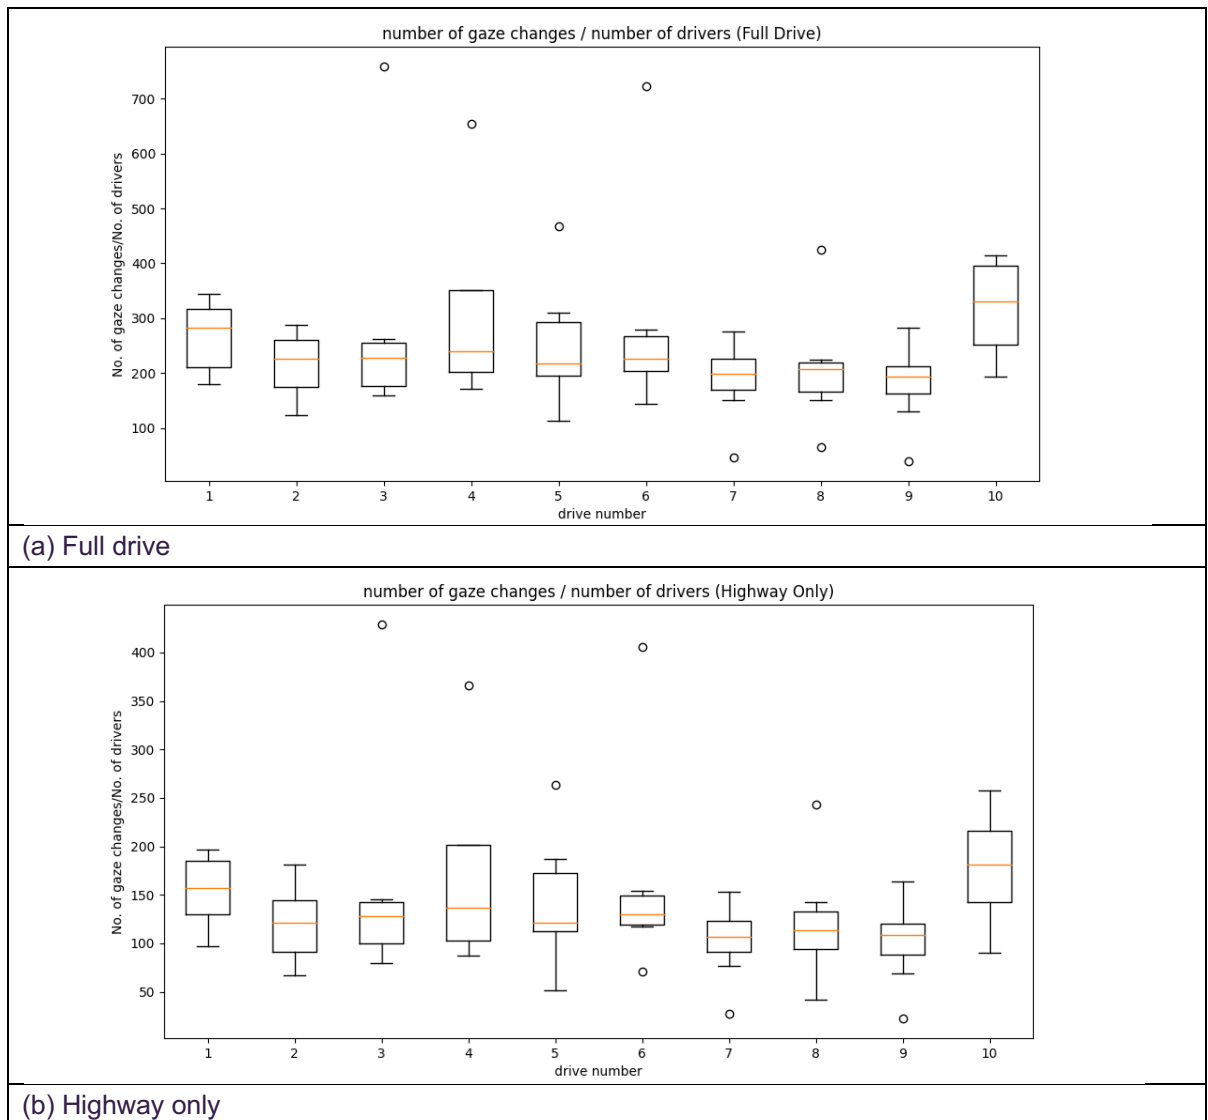 number of gaze changes / number of drivers (Full Drive)
No. of gaze changes/No. of drivers
700
600
500
400
300
200
100
1 2 3 4 5 6 7 8 9 10
drive number
(a) Full drive
number of gaze changes / number of drivers (Highway Only)
No. of gaze changes/No. of drivers
400
350
300
250
200
150
100
50
1 2 3 4 5 6 7 8 9 10
drive number
(b) Highway only